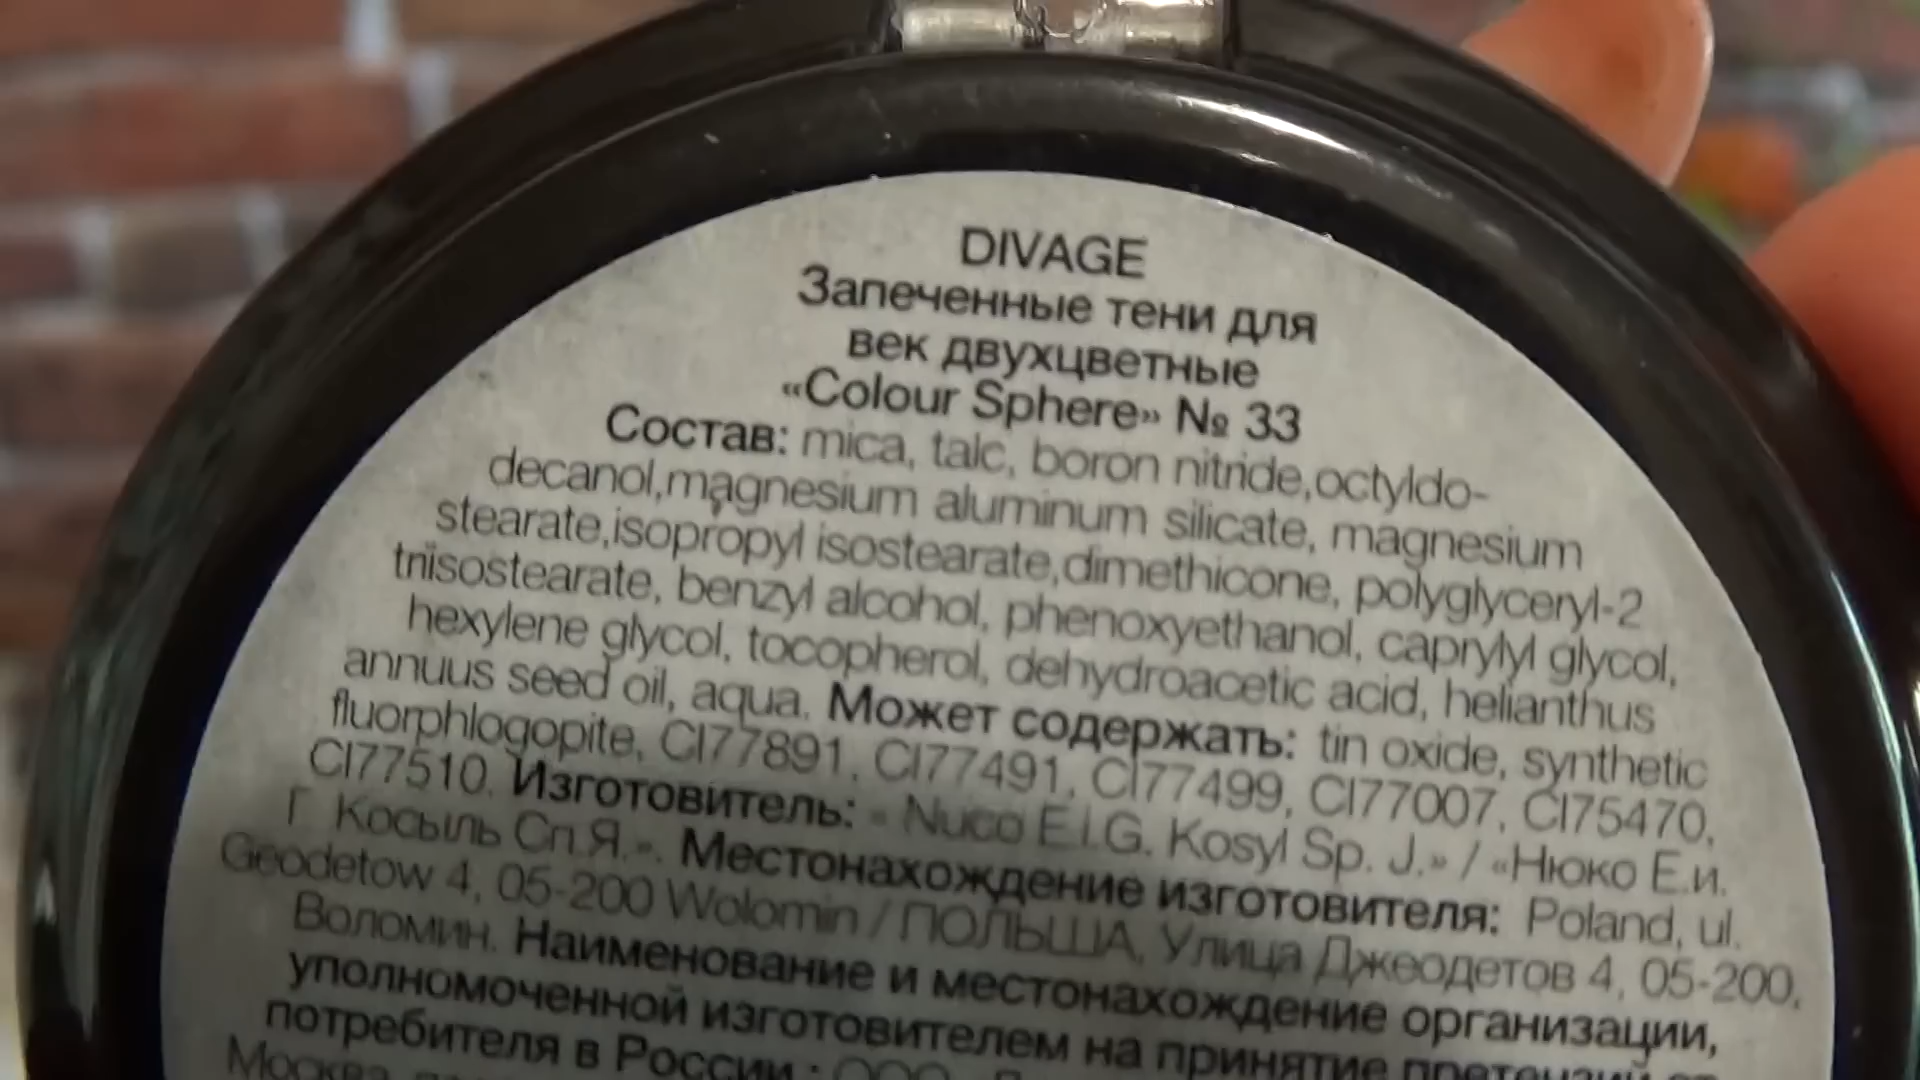 DIVAGE
Запеченные тени для
век двухцветные
«Colour Sphere» № 33
Состав: mica, talc, boron nitride,octyldo-
decanol,magnesium aluminum silicate, magnesium
stearate,isopropyl isostearate,dimethicone, polyglyceryl-2
triisostearate, benzyl alcohol, phenoxyethanol, caprylyl glycol,
hexylene glycol, tocopherol, dehydroacetic acid, helianthus
annuus seed oil, aqua. Может содержать: tin oxide, synthetic
fluorphlogopite, CI77891, CI77491, CI77499, CI77007, CI75470,
CI77510. Изготовитель: « Nuco E.I.G. Kosyl Sp. J.» / «Нюко Е.и.
Г. Косыль Сп.Я.». Местонахождение изготовителя: Poland, ul.
Geodetow 4, 05-200 Wolomin / ПОЛЬША, Улица Джеодетов 4, 05-200,
Воломин. Наименование и местонахождение организации,
уполномоченной изготовителем на принятие претензий от
потребителя в России : ООО
Москва